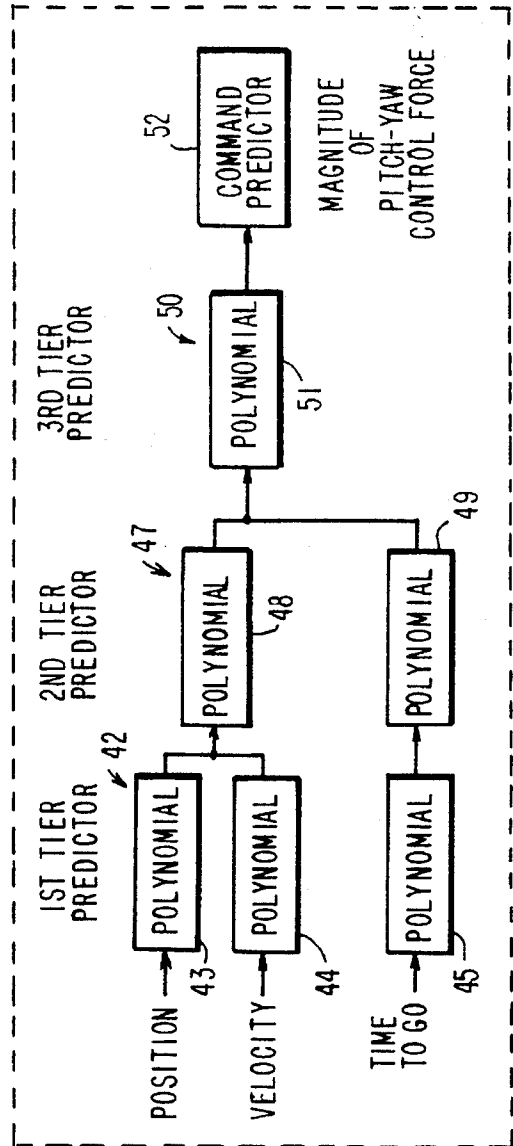 1ST TIER
PREDICTOR
42
POSITION
POLYNOMIAL
43
VELOCITY
POLYNOMIAL
44
TIME
TO GO
POLYNOMIAL
45
2ND TIER
PREDICTOR
47
POLYNOMIAL
48
POLYNOMIAL
49
3RD TIER
PREDICTOR
50
POLYNOMIAL
51
52
COMMAND
PREDICTOR
MAGNITUDE
OF
PITCH-YAW
CONTROL FORCE